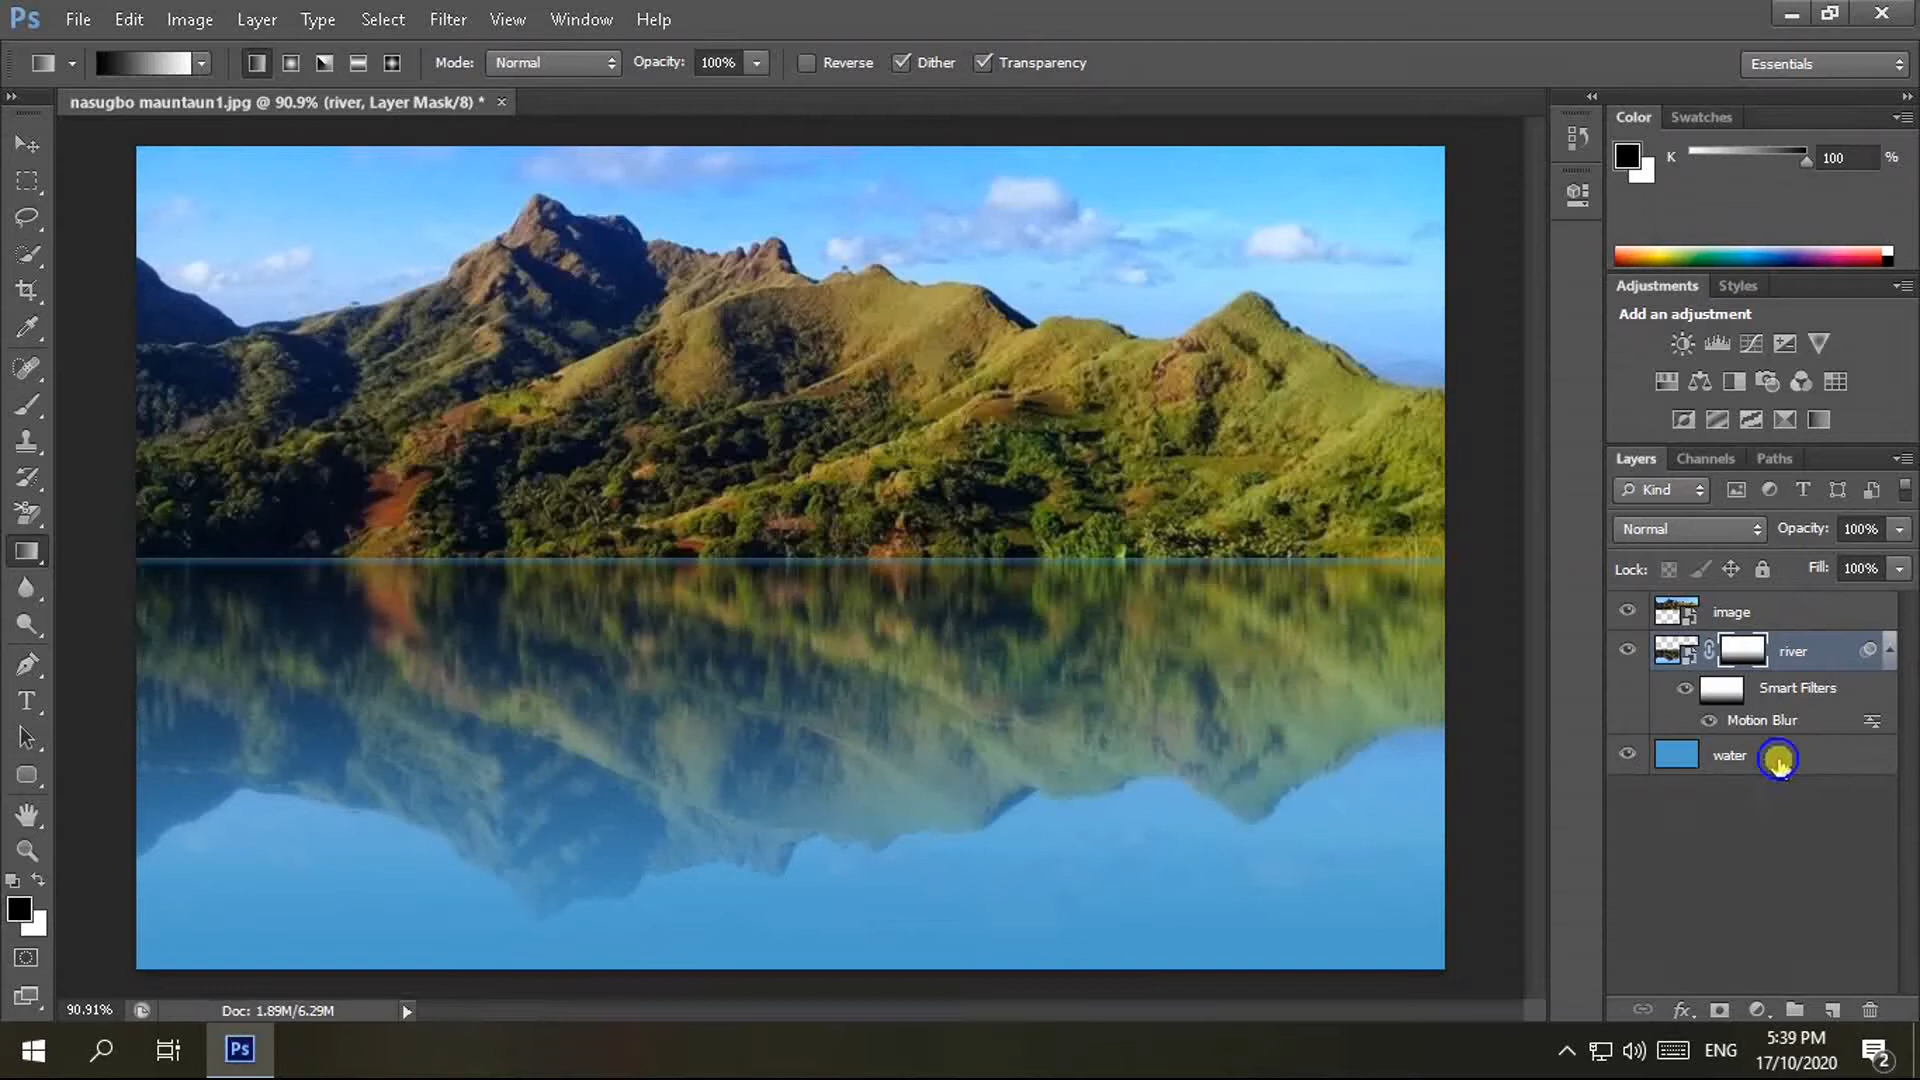 Ps File Edit Image Layer Type Select Filter View Window Help
Mode: Normal Opacity: 100% Reverse Dither Transparency Essentials
nasugbo mauntaun1.jpg @ 90.9% (river, Layer Mask/8) *
Color Swatches
K 100 %
Adjustments Styles
Add an adjustment
Layers Channels Paths
Kind
Normal Opacity: 100%
Lock: Fill: 100%
image
river
Smart Filters
Motion Blur
water
90.91% Doc: 1.89M/6.29M
fx
Ps
ENG
5:39 PM
17/10/2020
2